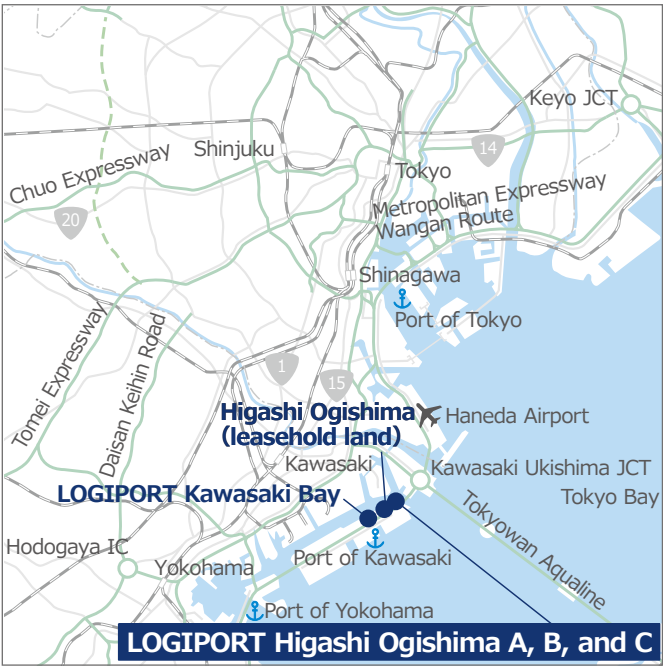 Keyo JCT
14
Shinjuku
Chuo Expressway
Tokyo
Metropolitan Expressway
Wangan Route
20
Shinagawa
Port of Tokyo
Tomei Expressway
Daisan Keihin Road
1
15
Higashi Ogishima
(leasehold land)
Haneda Airport
Kawasaki
Kawasaki Ukishima JCT
LOGIPORT Kawasaki Bay
Tokyo Bay
Tokyowan Aqualine
Hodogaya IC
Port of Kawasaki
Yokohama
Port of Yokohama
LOGIPORT Higashi Ogishima A, B, and C